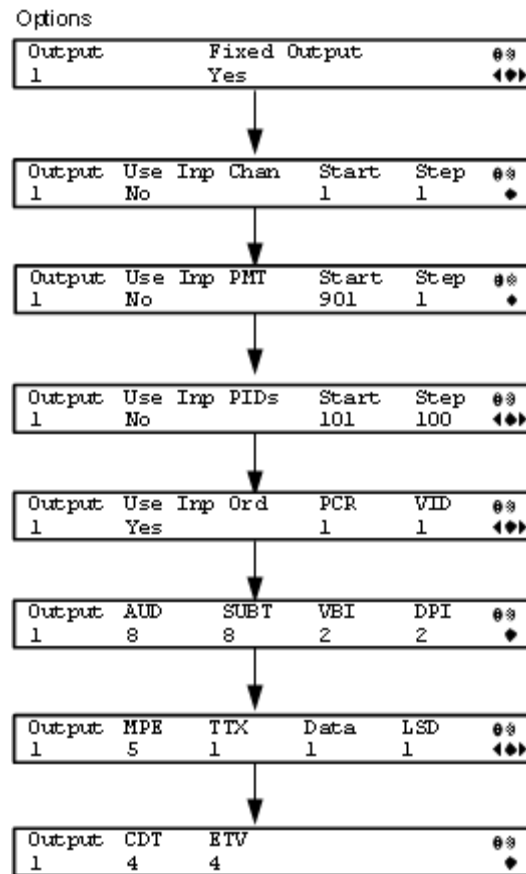 Options
Output Fixed Output
1 Yes
Output Use Inp Chan Start Step
1 No 1 1
Output Use Inp PMT Start Step
1 No 901 1
Output Use Inp PIDs Start Step
1 No 101 100
Output Use Inp Ord PCR VID
1 Yes 1 1
Output AUD SUBT VBI DPI
1 8 8 2 2
Output MPE TTX Data LSD
1 5 1 1 1
Output CDT ETV
1 4 4